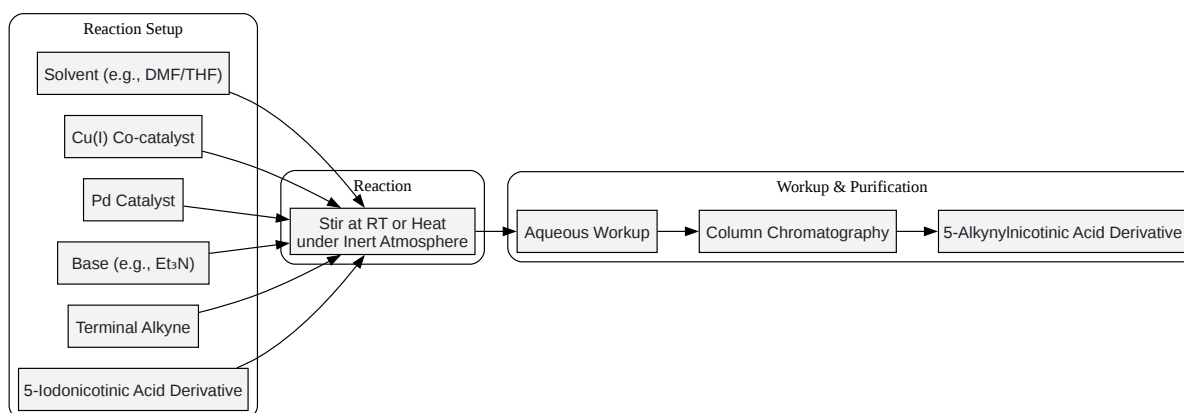 Reaction Setup
Solvent (e.g., DMF/THF)
Cu(I) Co-catalyst
Pd Catalyst
Base (e.g., Et₃N)
Terminal Alkyne
5-Iodonicotinic Acid Derivative
Reaction
Stir at RT or Heat
under Inert Atmosphere
Workup & Purification
Aqueous Workup
Column Chromatography
5-Alkynylnicotinic Acid Derivative